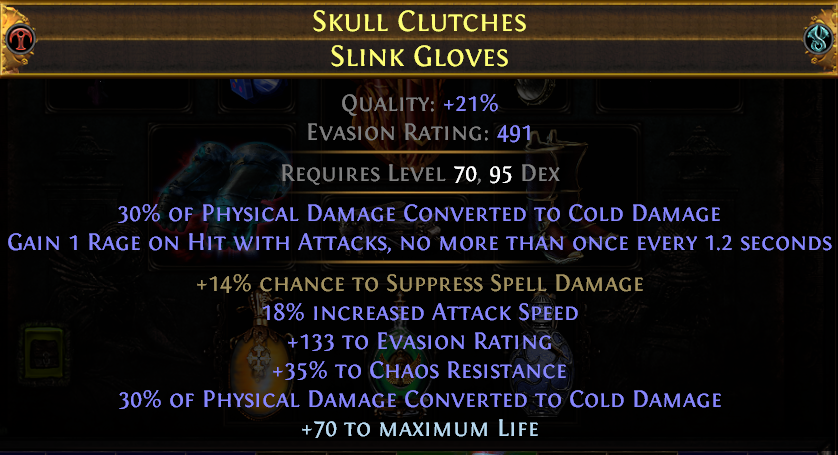 Skull Clutches
Slink Gloves
Quality: +21%
Evasion Rating: 491
Requires Level 70, 95 Dex
30% of Physical Damage Converted to Cold Damage
Gain 1 Rage on Hit with Attacks, no more than once every 1.2 seconds
+14% chance to Suppress Spell Damage
18% increased Attack Speed
+133 to Evasion Rating
+35% to Chaos Resistance
30% of Physical Damage Converted to Cold Damage
+70 to maximum Life